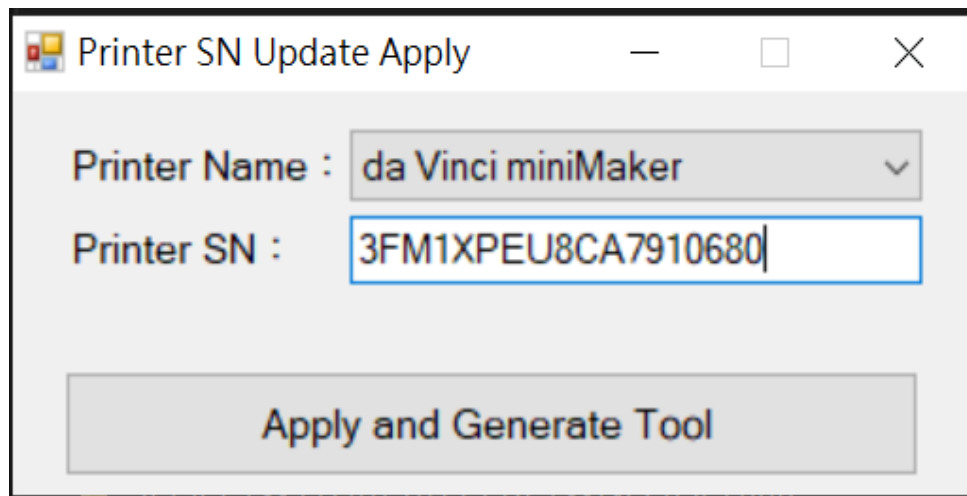 Printer SN Update Apply
Printer Name : da Vinci miniMaker
Printer SN : 3FM1XPEU8CA7910680
Apply and Generate Tool